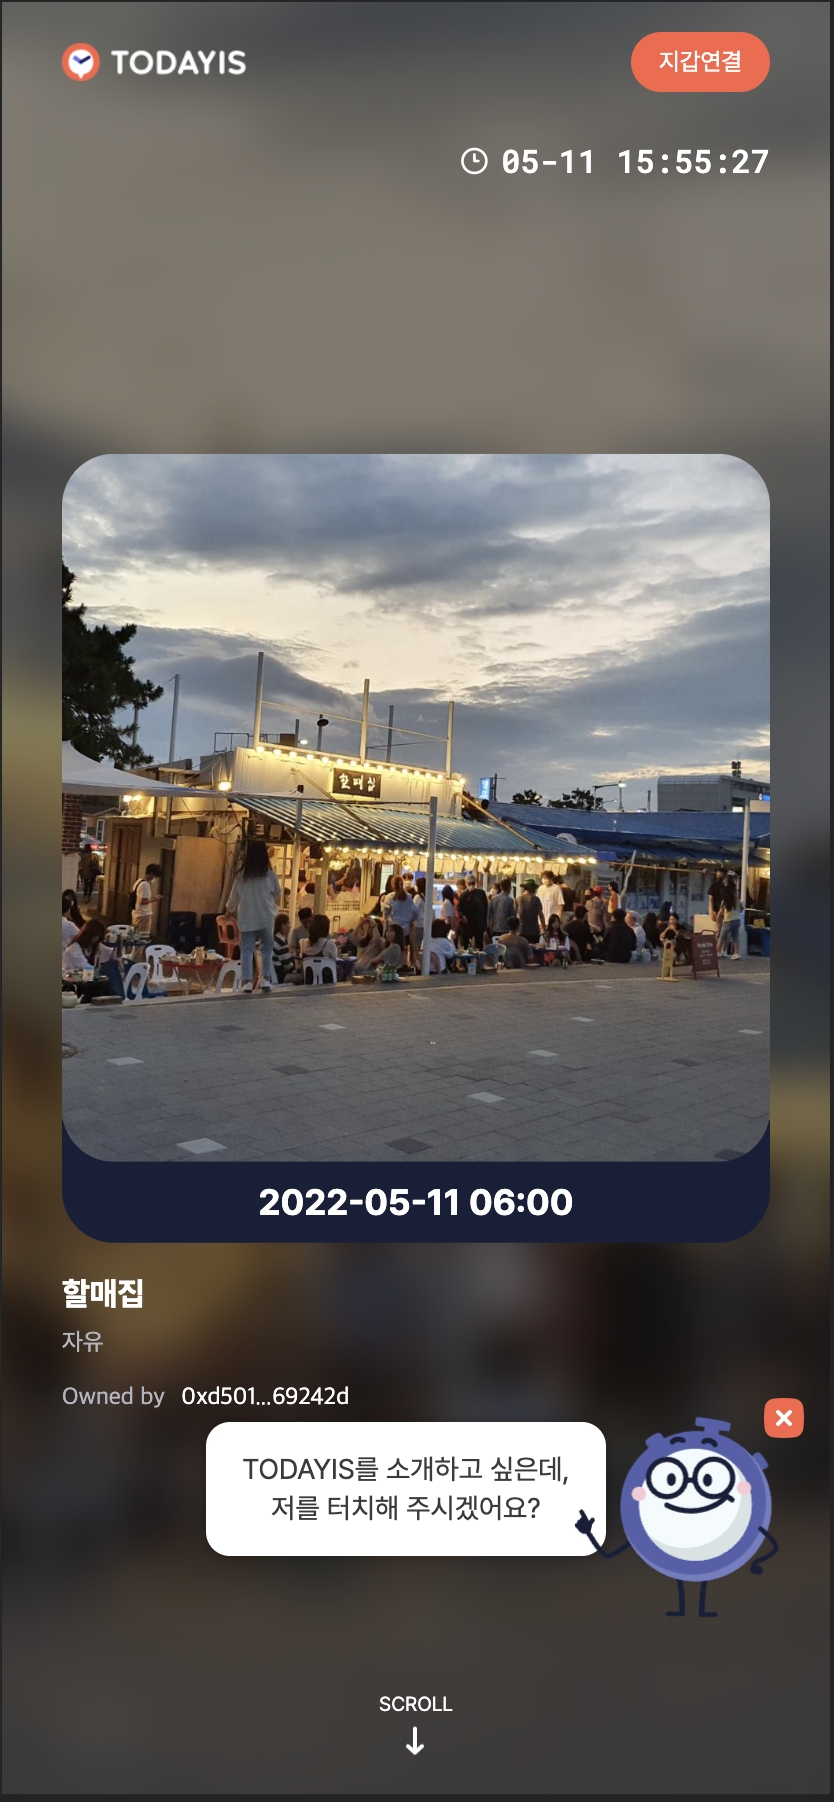 TODAYIS
지갑연결
05-11 15:55:27
할매집
2022-05-11 06:00
할매집
자유
Owned by 0xd501...69242d
TODAYIS를 소개하고 싶은데,
저를 터치해 주시겠어요?
SCROLL